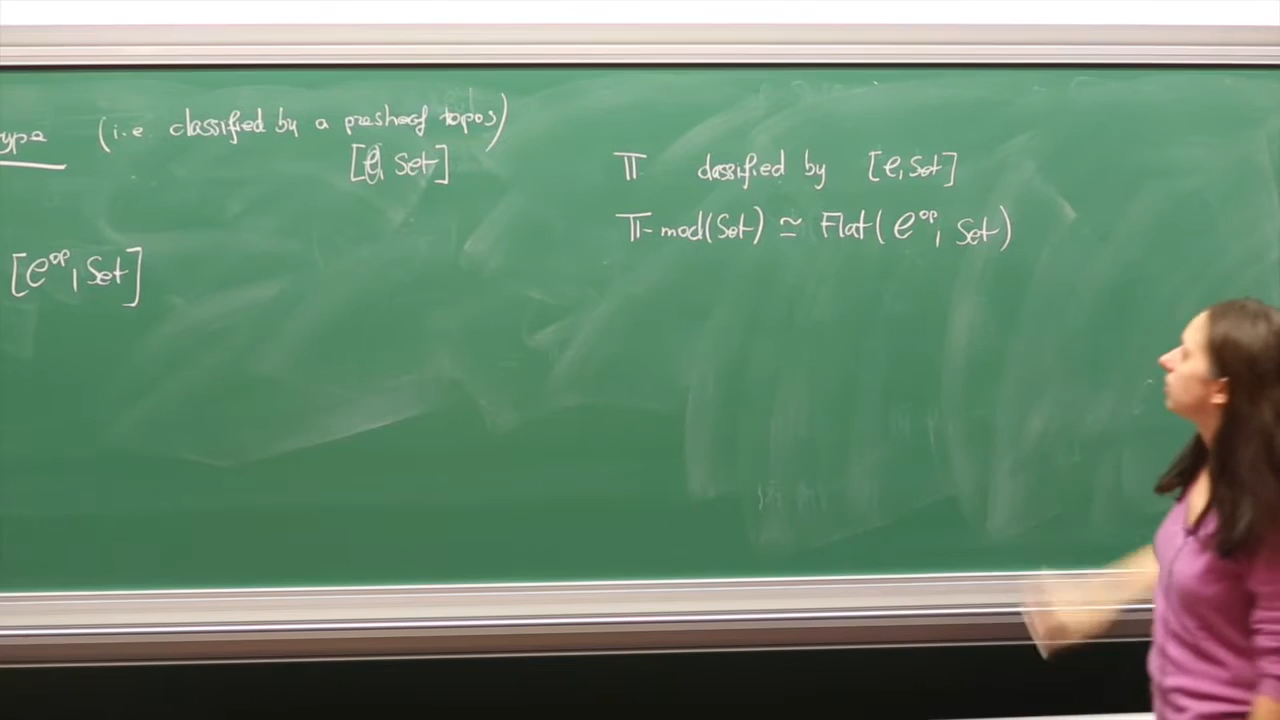 ype (i.e. classified by a presheaf topos)
[C, Set]
[C^op, Set]
𝕋 classified by [C, Set]
𝕋-mod(Set) ≃ Flat(C^op, Set)